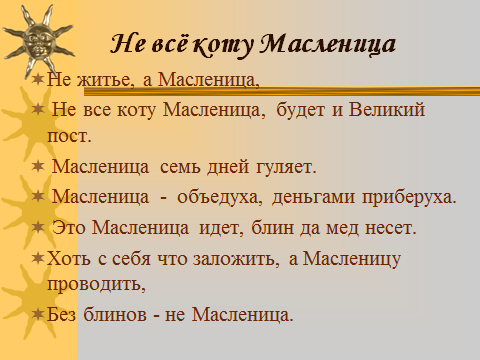 Не всё коту Масленица
Не житье, а Масленица,
Не все коту Масленица, будет и Великий
пост.
Масленица семь дней гуляет.
Масленица - объедуха, деньгами приберуха.
Это Масленица идет, блин да мед несет.
Хоть с себя что заложить, а Масленицу
проводить,
Без блинов - не Масленица.